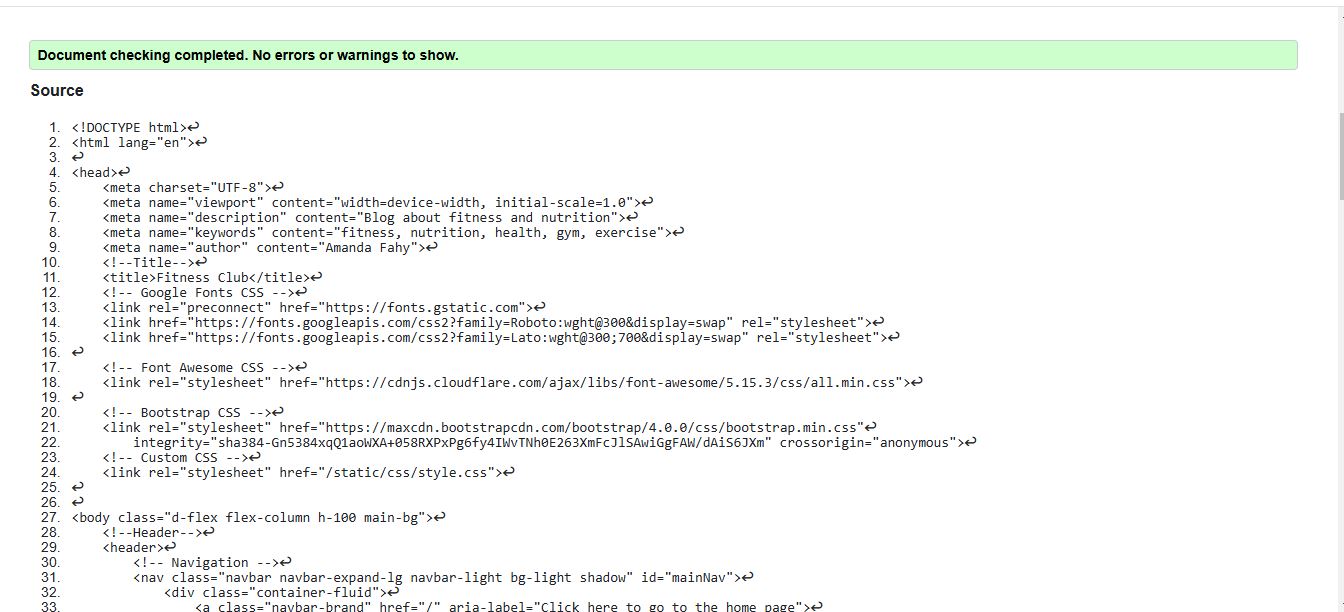 Document checking completed. No errors or warnings to show.
Source
1. <!DOCTYPE html>↩
2. <html lang="en">↩
3. ↩
4. <head>↩
5.     <meta charset="UTF-8">↩
6.     <meta name="viewport" content="width=device-width, initial-scale=1.0">↩
7.     <meta name="description" content="Blog about fitness and nutrition">↩
8.     <meta name="keywords" content="fitness, nutrition, health, gym, exercise">↩
9.     <meta name="author" content="Amanda Fahy">↩
10.     <!--Title-->↩
11.     <title>Fitness Club</title>↩
12.     <!-- Google Fonts CSS -->↩
13.     <link rel="preconnect" href="https://fonts.gstatic.com">↩
14.     <link href="https://fonts.googleapis.com/css2?family=Roboto:wght@300&display=swap" rel="stylesheet">↩
15.     <link href="https://fonts.googleapis.com/css2?family=Lato:wght@300;700&display=swap" rel="stylesheet">↩
16. ↩
17.     <!-- Font Awesome CSS -->↩
18.     <link rel="stylesheet" href="https://cdnjs.cloudflare.com/ajax/libs/font-awesome/5.15.3/css/all.min.css">↩
19. ↩
20.     <!-- Bootstrap CSS -->↩
21.     <link rel="stylesheet" href="https://maxcdn.bootstrapcdn.com/bootstrap/4.0.0/css/bootstrap.min.css"↩
22.         integrity="sha384-Gn5384xqQ1aoWXA+058RXPxPg6fy4IWvTNh0E263XmFcJlSAwiGgFAW/dAiS6JXm" crossorigin="anonymous">↩
23.     <!-- Custom CSS -->↩
24.     <link rel="stylesheet" href="/static/css/style.css">↩
25. ↩
26. ↩
27. <body class="d-flex flex-column h-100 main-bg">↩
28.     <!--Header-->↩
29.     <header>↩
30.         <!-- Navigation -->↩
31.         <nav class="navbar navbar-expand-lg navbar-light bg-light shadow" id="mainNav">↩
32.             <div class="container-fluid">↩
33.                 <a class="navbar-brand" href="/" aria-label="Click here to go to the home page">↩